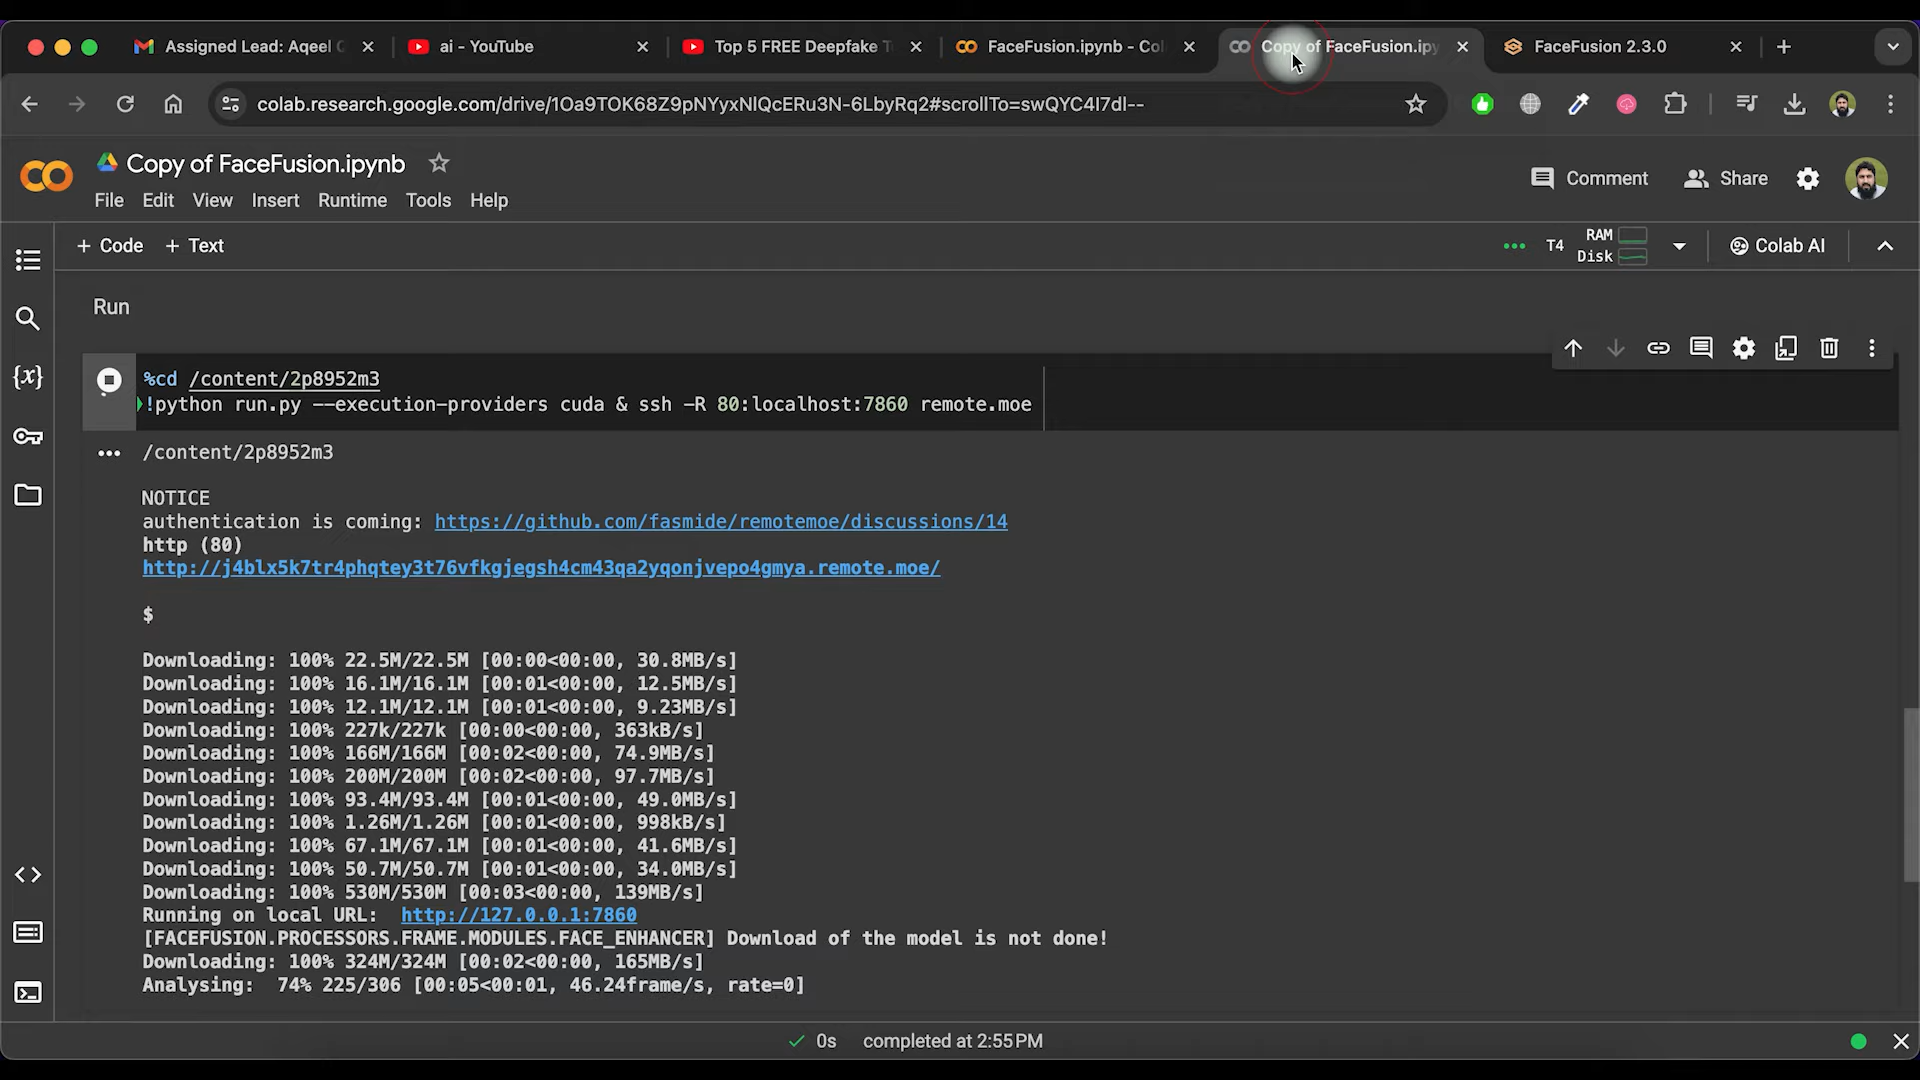 Assigned Lead: Aqeel
ai - YouTube
Top 5 FREE Deepfake T
FaceFusion.ipynb - Col
Copy of FaceFusion.ipy
FaceFusion 2.3.0
colab.research.google.com/drive/1Oa9TOK68Z9pNYyxNlQcERu3N-6LbyRq2#scrollTo=swQYC4I7dl--
Copy of FaceFusion.ipynb
Comment
Share
File Edit View Insert Runtime Tools Help
+ Code + Text
T4
RAM
Disk
Colab AI
Run
%cd /content/2p8952m3
!python run.py --execution-providers cuda & ssh -R 80:localhost:7860 remote.moe
/content/2p8952m3
NOTICE
authentication is coming: https://github.com/fasmide/remotemoe/discussions/14
http (80)
http://j4blx5k7tr4phqtey3t76vfkgjegsh4cm43qa2yqonjvepo4gmya.remote.moe/
$
Downloading: 100% 22.5M/22.5M [00:00<00:00, 30.8MB/s]
Downloading: 100% 16.1M/16.1M [00:01<00:00, 12.5MB/s]
Downloading: 100% 12.1M/12.1M [00:01<00:00, 9.23MB/s]
Downloading: 100% 227k/227k [00:00<00:00, 363kB/s]
Downloading: 100% 166M/166M [00:02<00:00, 74.9MB/s]
Downloading: 100% 200M/200M [00:02<00:00, 97.7MB/s]
Downloading: 100% 93.4M/93.4M [00:01<00:00, 49.0MB/s]
Downloading: 100% 1.26M/1.26M [00:01<00:00, 998kB/s]
Downloading: 100% 67.1M/67.1M [00:01<00:00, 41.6MB/s]
Downloading: 100% 50.7M/50.7M [00:01<00:00, 34.0MB/s]
Downloading: 100% 530M/530M [00:03<00:00, 139MB/s]
Running on local URL: http://127.0.0.1:7860
[FACEFUSION.PROCESSORS.FRAME.MODULES.FACE_ENHANCER] Download of the model is not done!
Downloading: 100% 324M/324M [00:02<00:00, 165MB/s]
Analysing: 74% 225/306 [00:05<00:01, 46.24frame/s, rate=0]
0s completed at 2:55 PM